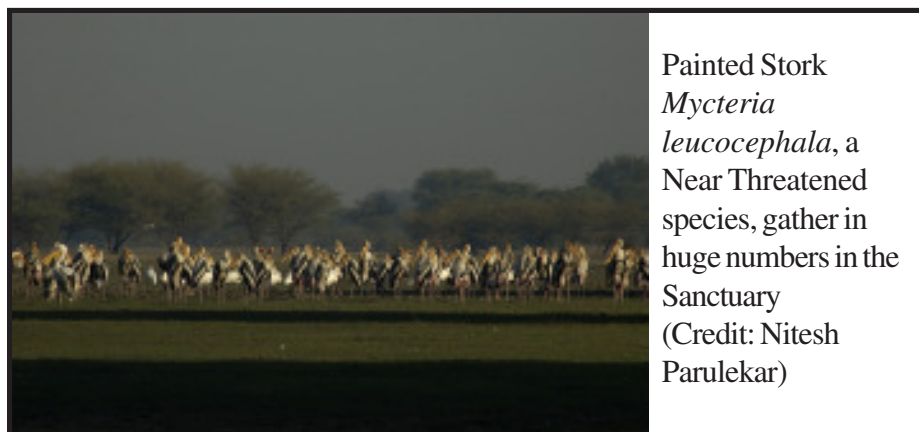 Painted Stork
Mycteria
leucocephala, a
Near Threatened
species, gather in
huge numbers in the
Sanctuary
(Credit: Nitesh
Parulekar)